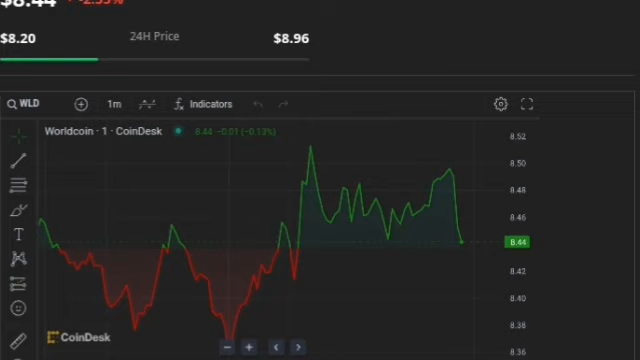 $8.44 -2.55%
24H Price
$8.20 $8.96
WLD 1m Indicators
Worldcoin · 1 · CoinDesk 8.44 −0.01 (−0.13%)
8.52
8.50
8.48
8.46
8.44
8.42
8.40
8.38
8.36
T
CoinDesk